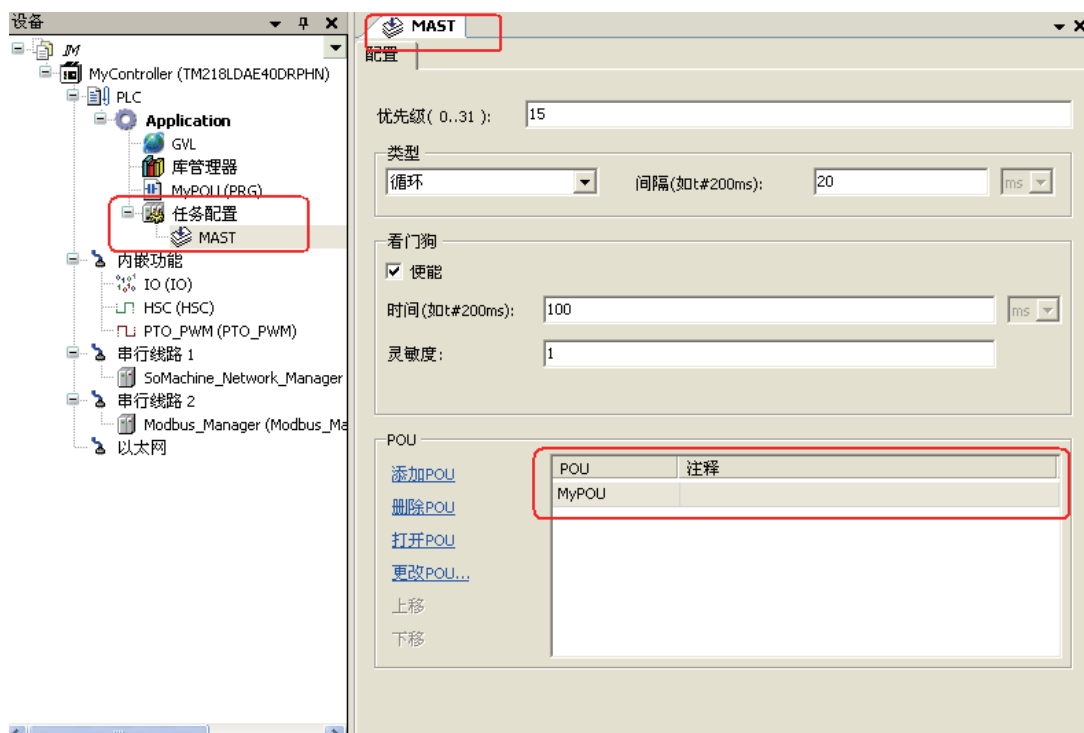 设备
JM
MyController (TM218LDAE40DRPHN)
PLC
Application
GVL
库管理器
MyPOU (PRG)
任务配置
MAST
内嵌功能
IO (IO)
HSC (HSC)
PTO_PWM (PTO_PWM)
串行线路 1
SoMachine_Network_Manager
串行线路 2
Modbus_Manager (Modbus_Ma
以太网
MAST
配置
优先级( 0..31 ): 15
类型
循环 间隔(如t#200ms): 20 ms
看门狗
使能
时间(如t#200ms): 100 ms
灵敏度: 1
POU
添加POU
删除POU
打开POU
更改POU...
上移
下移
POU 注释
MyPOU